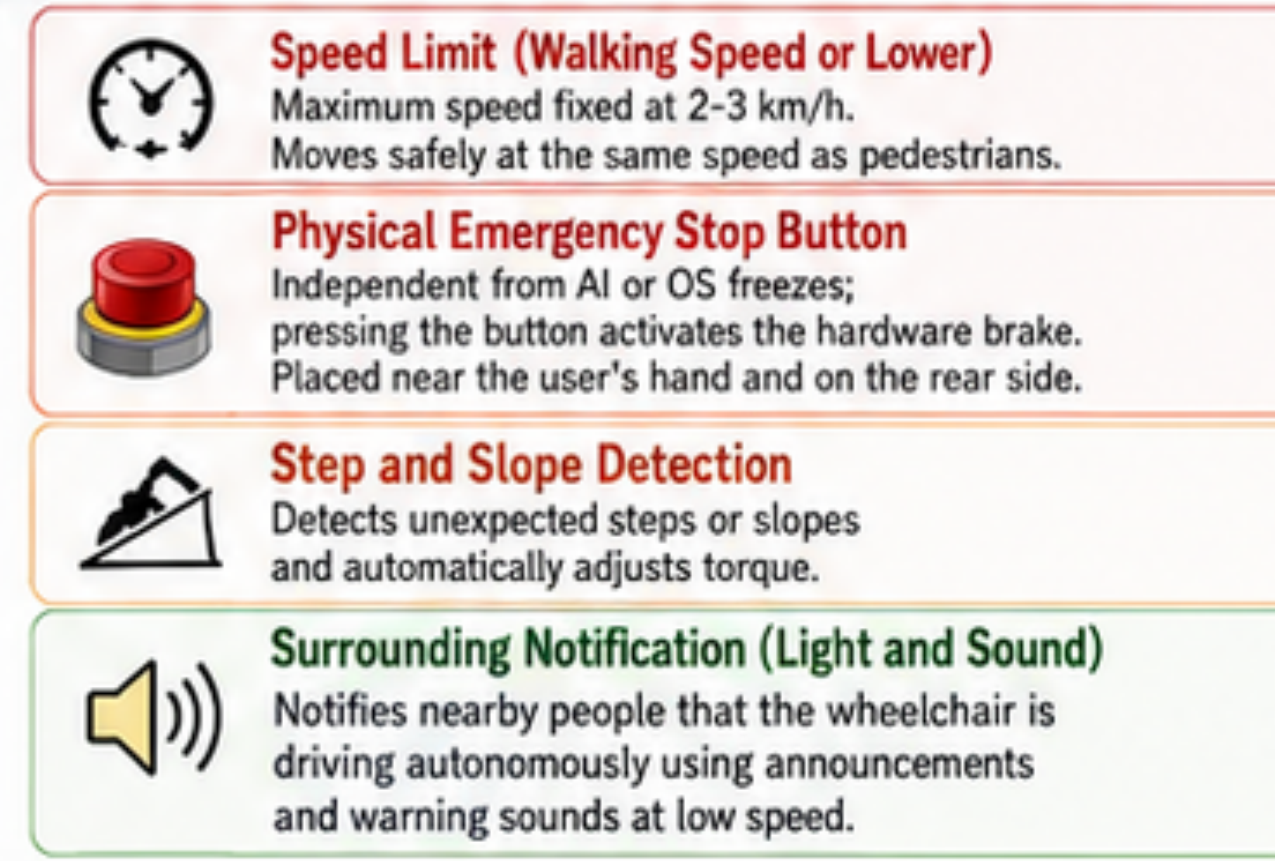 Speed Limit (Walking Speed or Lower)
Maximum speed fixed at 2-3 km/h.
Moves safely at the same speed as pedestrians.
Physical Emergency Stop Button
Independent from AI or OS freezes;
pressing the button activates the hardware brake.
Placed near the user's hand and on the rear side.
Step and Slope Detection
Detects unexpected steps or slopes
and automatically adjusts torque.
Surrounding Notification (Light and Sound)
Notifies nearby people that the wheelchair is
driving autonomously using announcements
and warning sounds at low speed.